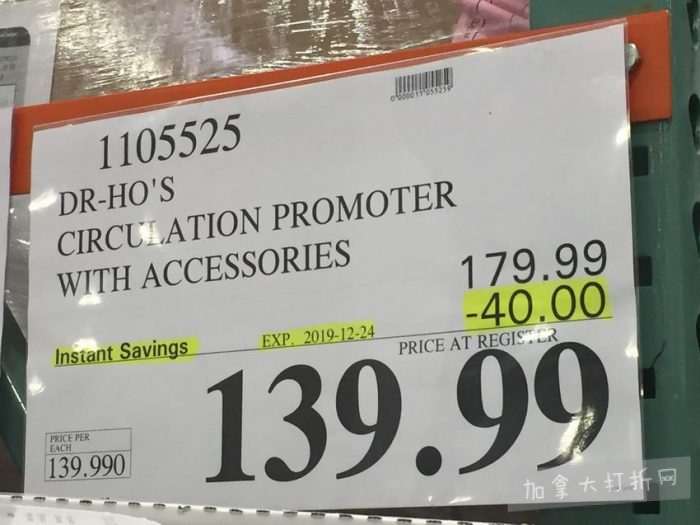 1105525
DR-HO'S
CIRCULATION PROMOTER
WITH ACCESSORIES
179.99
-40.00
Instant Savings
EXP. 2019-12-24
PRICE AT REGISTER
139.99
PRICE PER
EACH
139.990
加拿大打折网